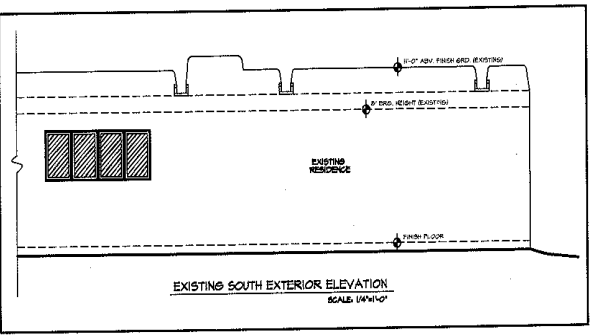 11'-0" ABV. FINISH GRD. (EXISTING)
8' BRG. HEIGHT (EXISTING)
EXISTING
RESIDENCE
FINISH FLOOR
EXISTING SOUTH EXTERIOR ELEVATION
SCALE: 1/4"=1'-0"